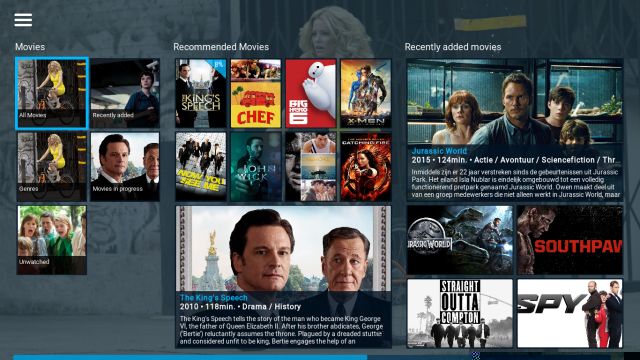 Movies
Recommended Movies
Recently added movies
All Movies
Recently added
Genres
Movies in progress
Unwatched
THE KING'S SPEECH
CHEF
BIG HERO 6
X-MEN
NOW YOU SEE ME
JOHN WICK
CATCHING FIRE
The King's Speech
2010 • 118min. • Drama / History
The King's Speech tells the story of the man who became King George
VI, the father of Queen Elizabeth II. After his brother abdicates, George
('Bertie') reluctantly assumes the throne. Plagued by a dreaded stutter
and considered unfit to be king, Bertie engages the help of an
Jurassic World
2015 • 124min. • Actie / Avontuur / Sciencefiction / Thr
Inmiddels zijn er 22 jaar verstreken sinds de gebeurtenissen uit Jurassic
Park. Het eiland Isla Nublar is eindelijk omgebouwd tot een volledig
functionerend pretpark genaamd Jurassic World. Owen maakt deel uit
van een groep medewerkers die niet alleen werkt in Jurassic World, maar
JURASSIC WORLD
SOUTHPAW
STRAIGHT
OUTTA
COMPTON
SPY